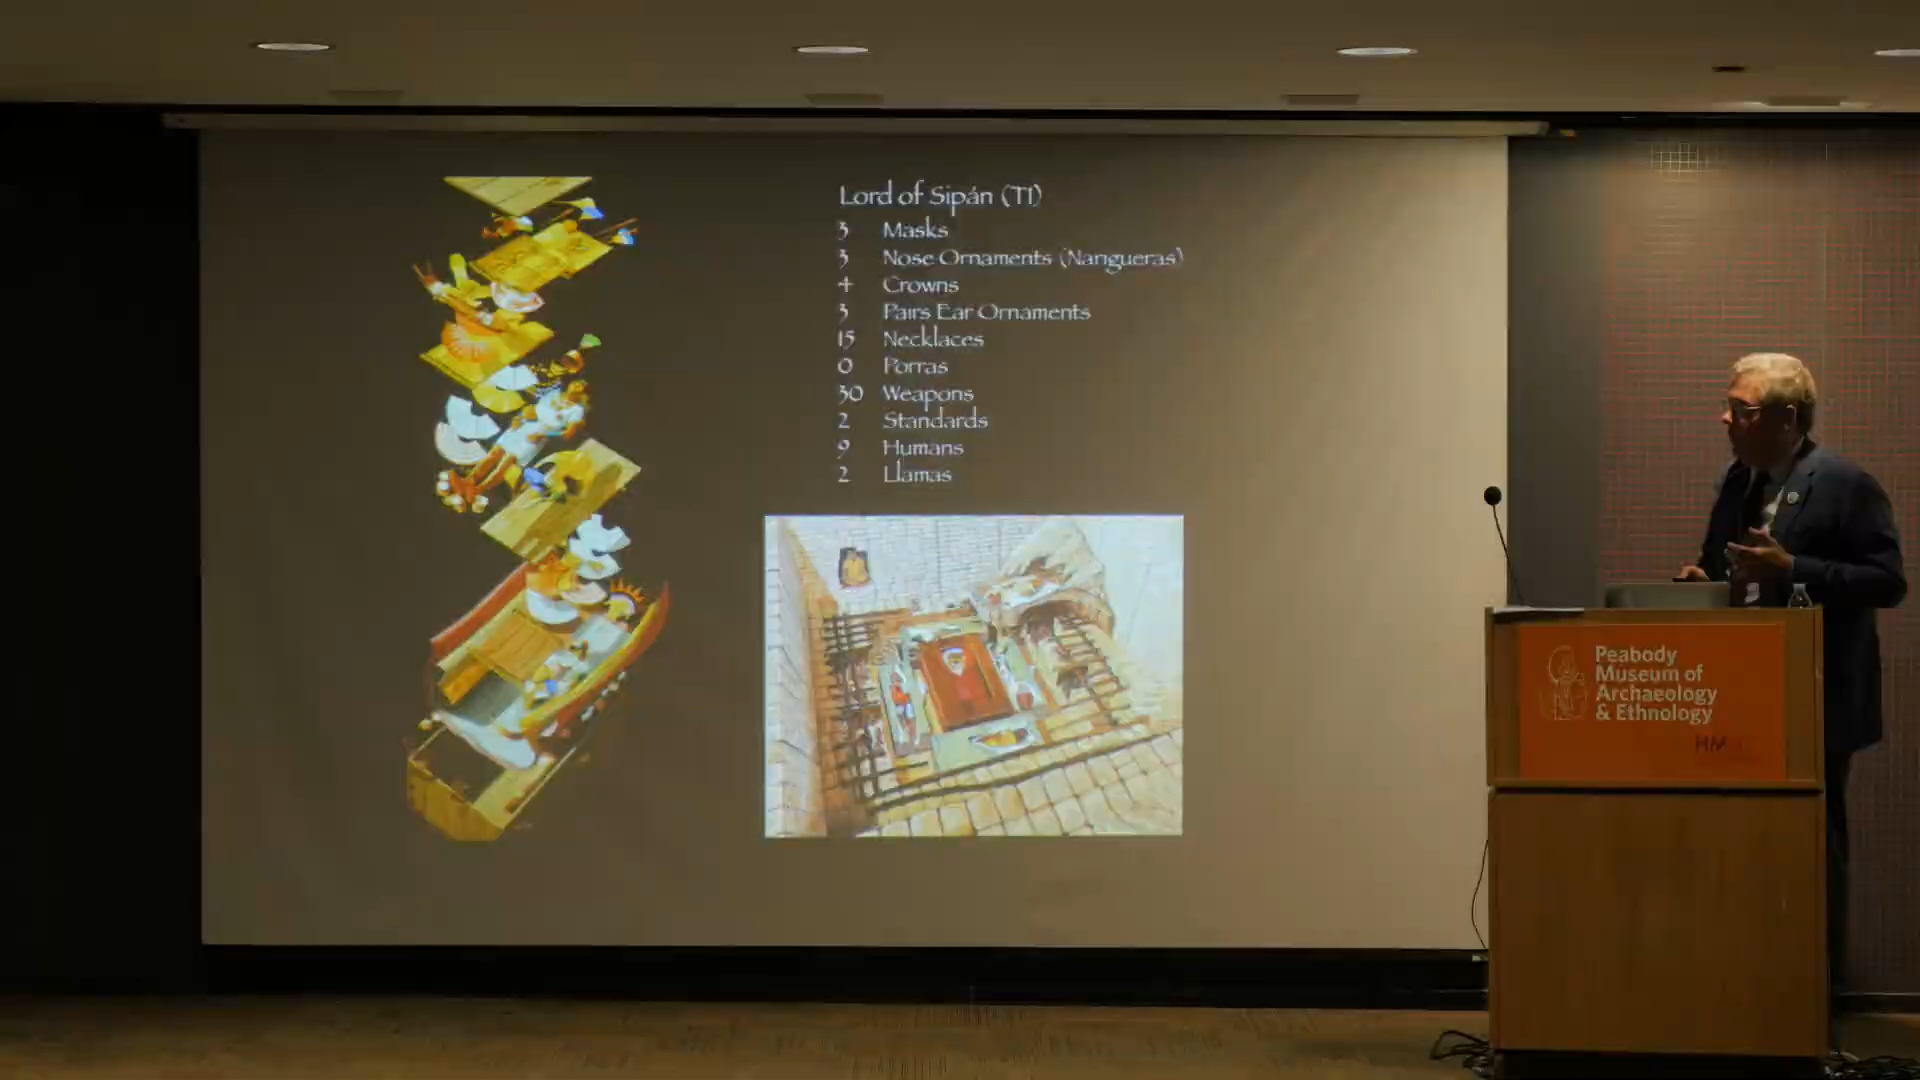 Lord of Sipán (T1)
3 Masks
3 Nose Ornaments (Nangueras)
4 Crowns
3 Pairs Ear Ornaments
15 Necklaces
0 Porras
30 Weapons
2 Standards
9 Humans
2 Llamas
Peabody
Museum of
Archaeology
& Ethnology